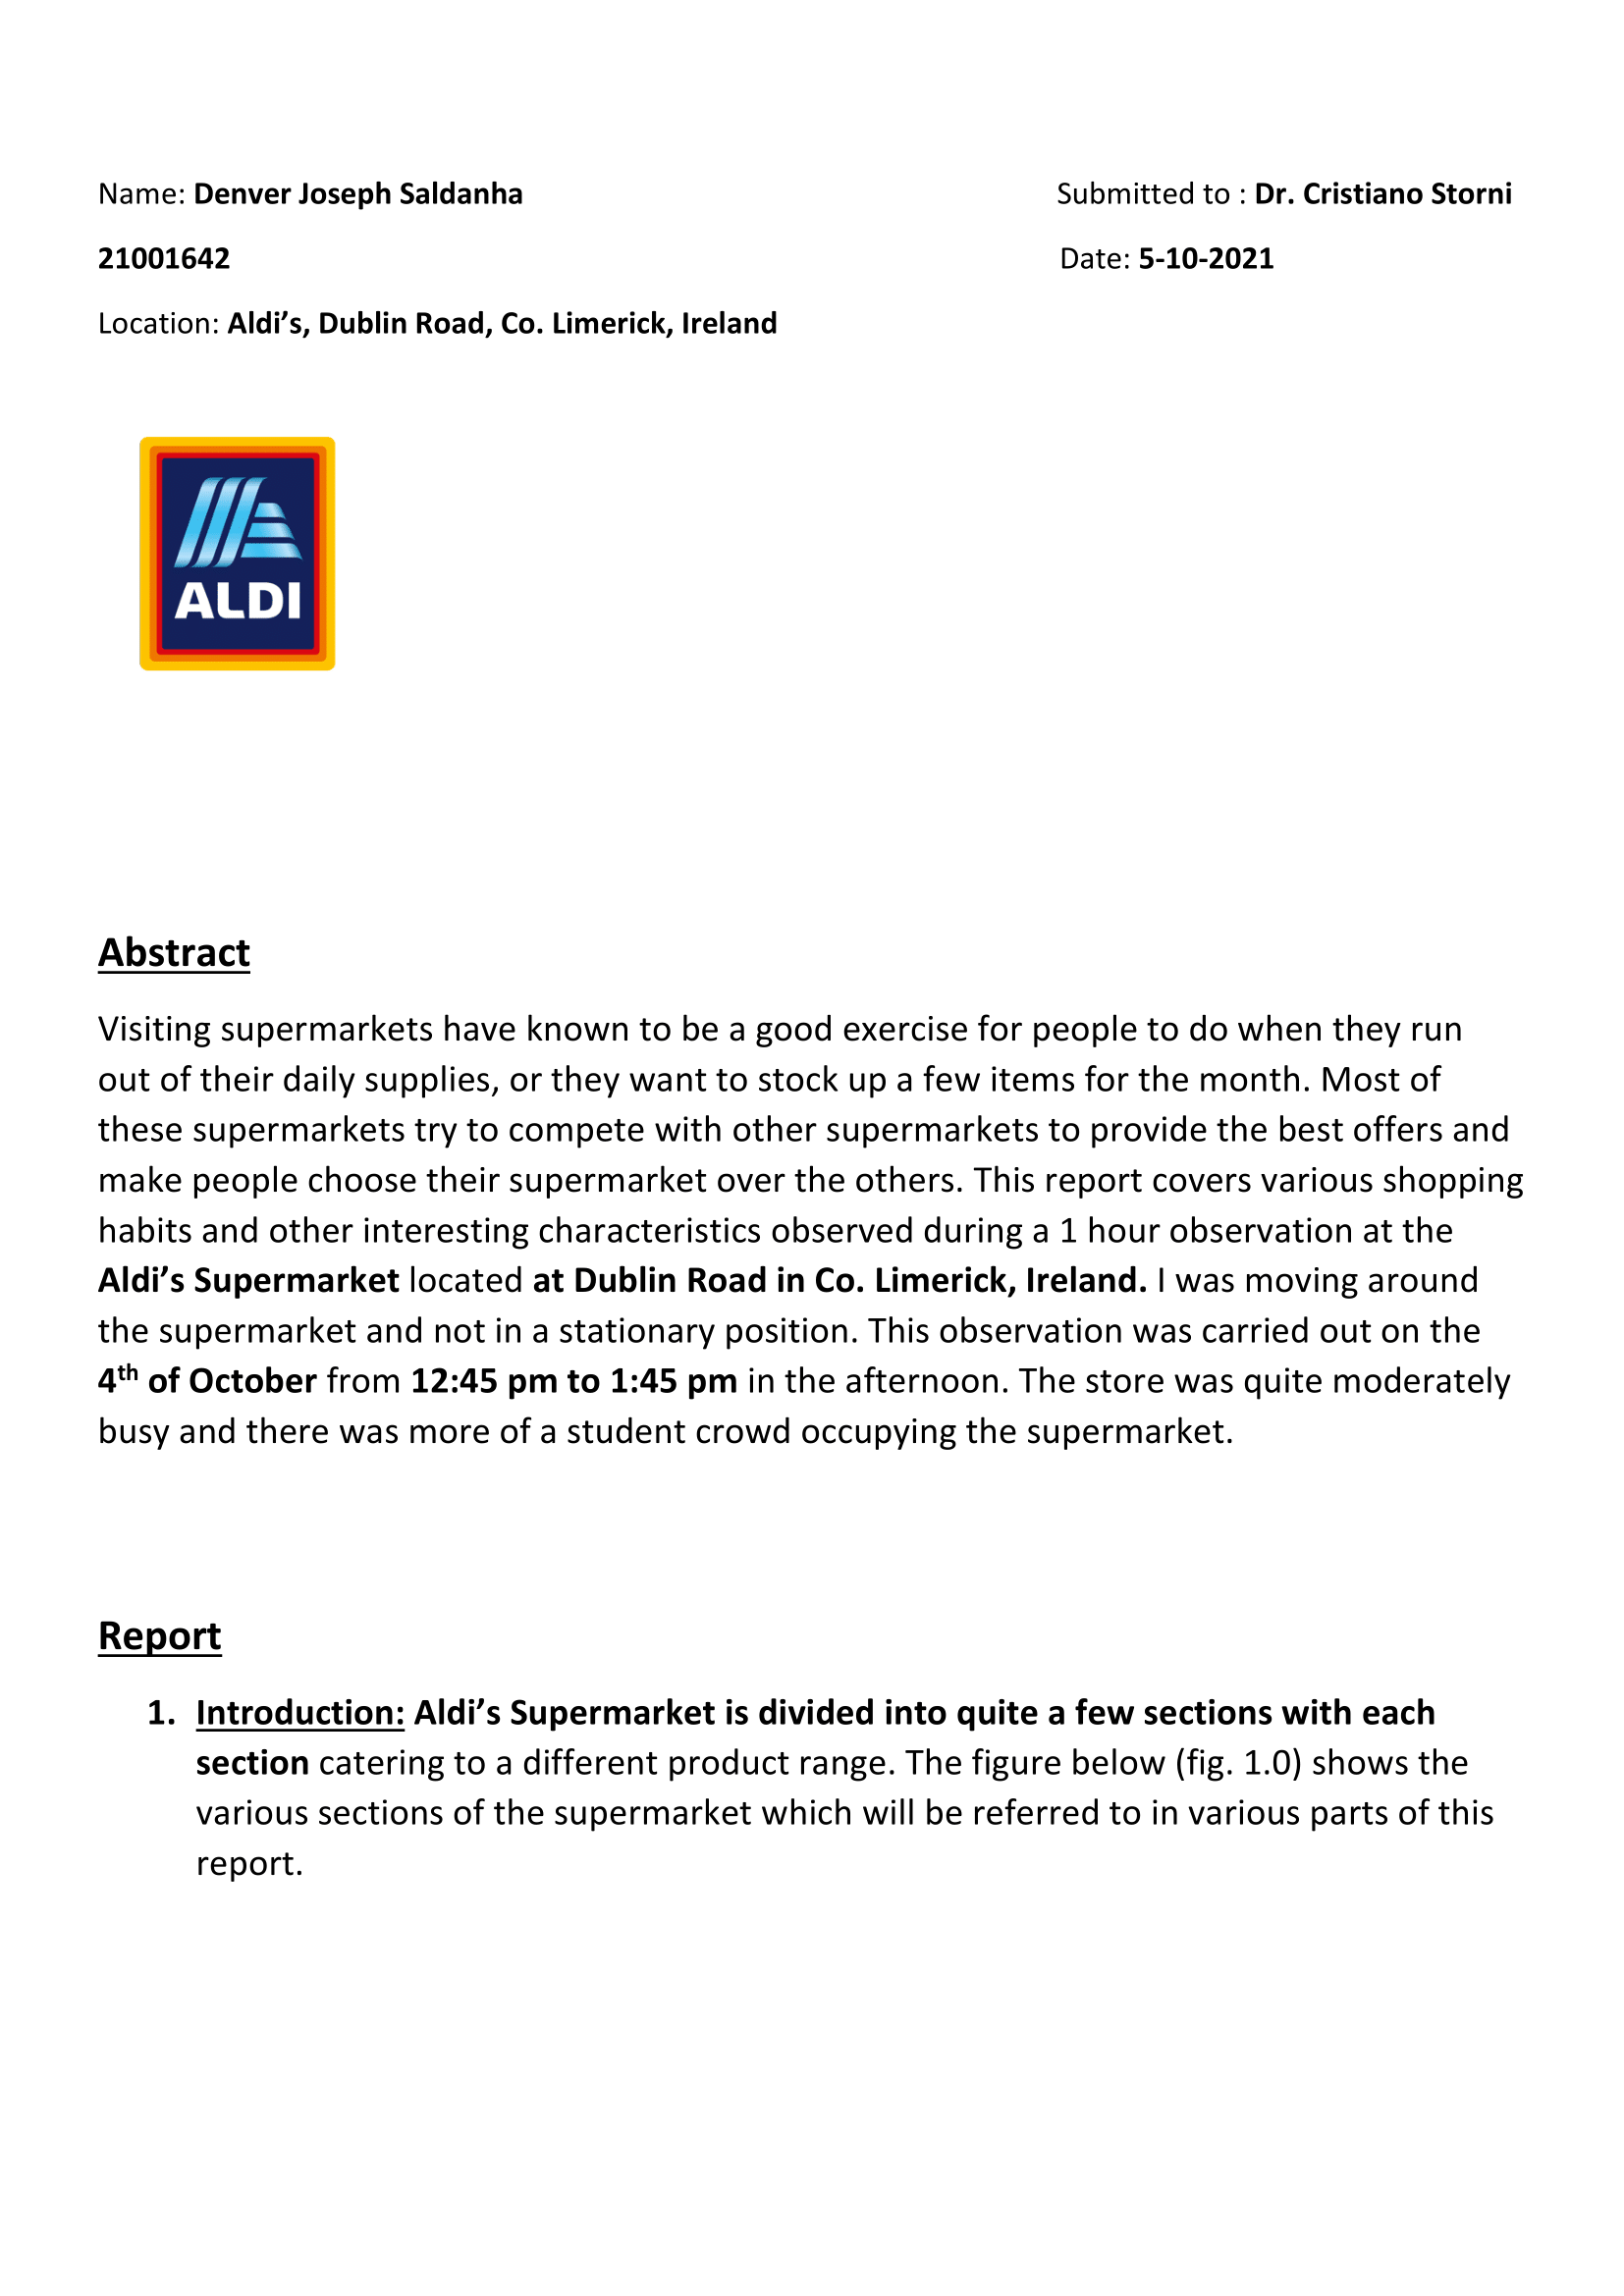 Name: Denver Joseph Saldanha Submitted to : Dr. Cristiano Storni
21001642 Date: 5-10-2021
Location: Aldi’s, Dublin Road, Co. Limerick, Ireland
ALDI
Abstract
Visiting supermarkets have known to be a good exercise for people to do when they run
out of their daily supplies, or they want to stock up a few items for the month. Most of
these supermarkets try to compete with other supermarkets to provide the best offers and
make people choose their supermarket over the others. This report covers various shopping
habits and other interesting characteristics observed during a 1 hour observation at the
Aldi’s Supermarket located at Dublin Road in Co. Limerick, Ireland. I was moving around
the supermarket and not in a stationary position. This observation was carried out on the
4th of October from 12:45 pm to 1:45 pm in the afternoon. The store was quite moderately
busy and there was more of a student crowd occupying the supermarket.
Report
1. Introduction: Aldi’s Supermarket is divided into quite a few sections with each
section catering to a different product range. The figure below (fig. 1.0) shows the
various sections of the supermarket which will be referred to in various parts of this
report.